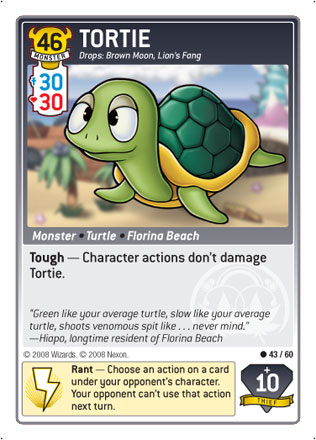 46
MONSTER
TORTIE
Drops: Brown Moon, Lion's Fang
30
30
Monster • Turtle • Florina Beach
Tough — Character actions don't damage
Tortie.
"Green like your average turtle, slow like your average
turtle, shoots venomous spit like . . . never mind."
—Hiapo, longtime resident of Florina Beach
© 2008 Wizards. © 2008 Nexon.
● 43 / 60
Rant — Choose an action on a card
under your opponent's character.
Your opponent can't use that action
next turn.
+
10
THIEF